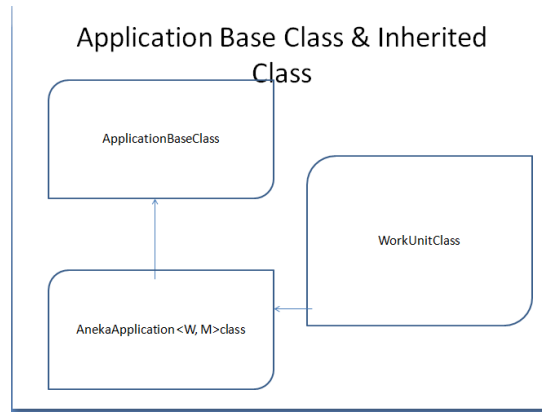 Application Base Class & Inherited
Class
ApplicationBaseClass
WorkUnitClass
AnekaApplication<W, M>class